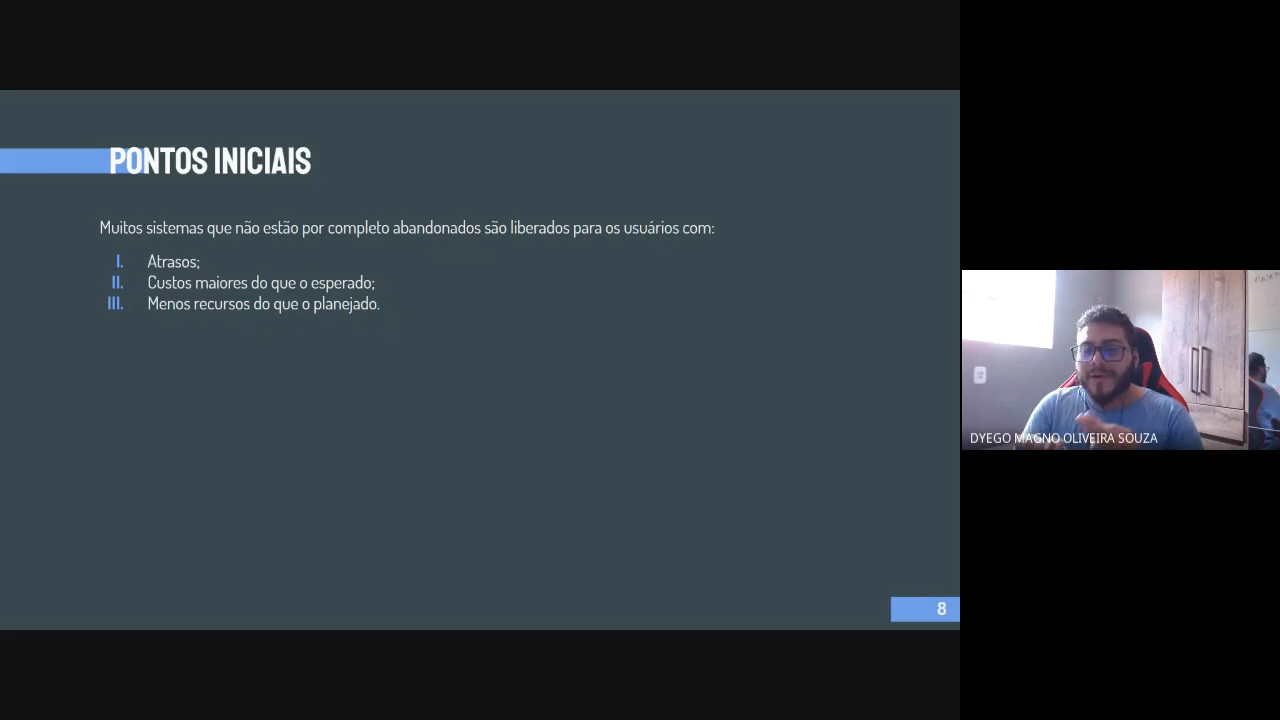 PONTOS INICIAIS
Muitos sistemas que não estão por completo abandonados são liberados para os usuários com:
I. Atrasos;
II. Custos maiores do que o esperado;
III. Menos recursos do que o planejado.
DYEGO MAGNO OLIVEIRA SOUZA
8